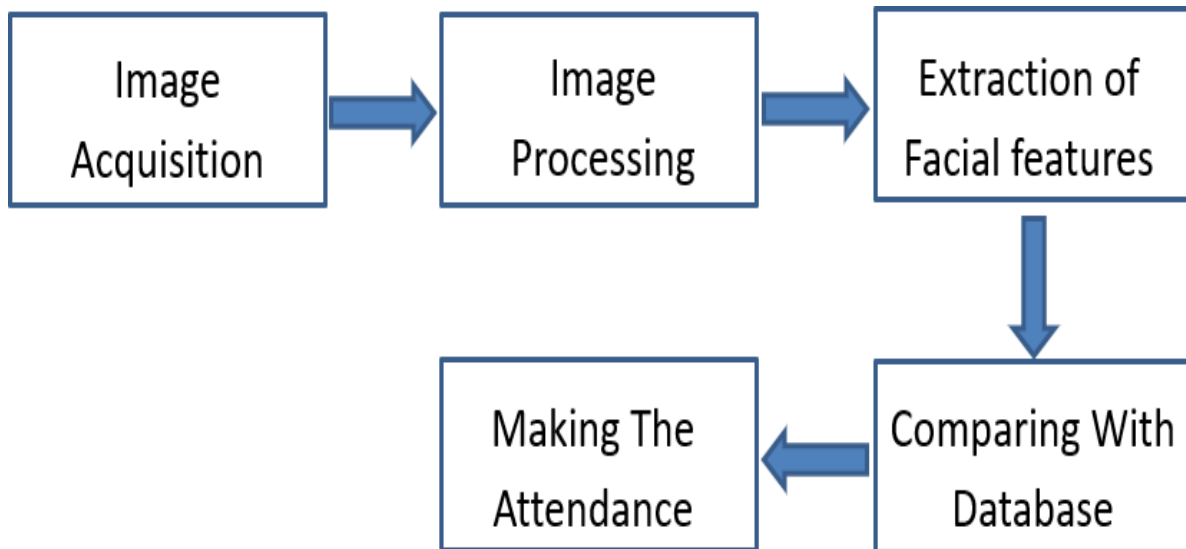 Image
Acquisition
Image
Processing
Extraction of
Facial features
Comparing With
Database
Making The
Attendance